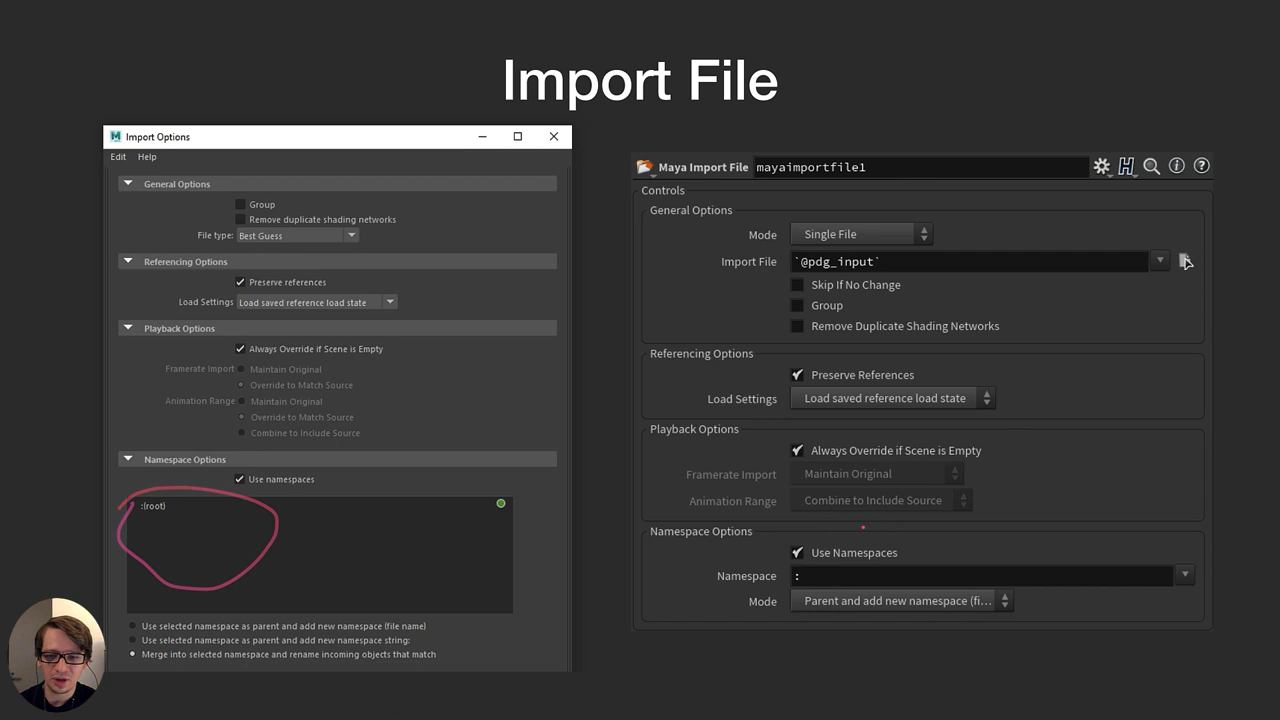 Import File
Import Options
Edit Help
General Options
Group
Remove duplicate shading networks
File type: Best Guess
Referencing Options
Preserve references
Load Settings Load saved reference load state
Playback Options
Always Override if Scene is Empty
Framerate Import Maintain Original
Override to Match Source
Animation Range Maintain Original
Override to Match Source
Combine to Include Source
Namespace Options
Use namespaces
:(root)
Use selected namespace as parent and add new namespace (file name)
Use selected namespace as parent and add new namespace string:
Merge into selected namespace and rename incoming objects that match
Maya Import File mayaimportfile1
Controls
General Options
Mode Single File
Import File `@pdg_input`
Skip If No Change
Group
Remove Duplicate Shading Networks
Referencing Options
Preserve References
Load Settings Load saved reference load state
Playback Options
Always Override if Scene is Empty
Framerate Import Maintain Original
Animation Range Combine to Include Source
Namespace Options
Use Namespaces
Namespace :
Mode Parent and add new namespace (fi...